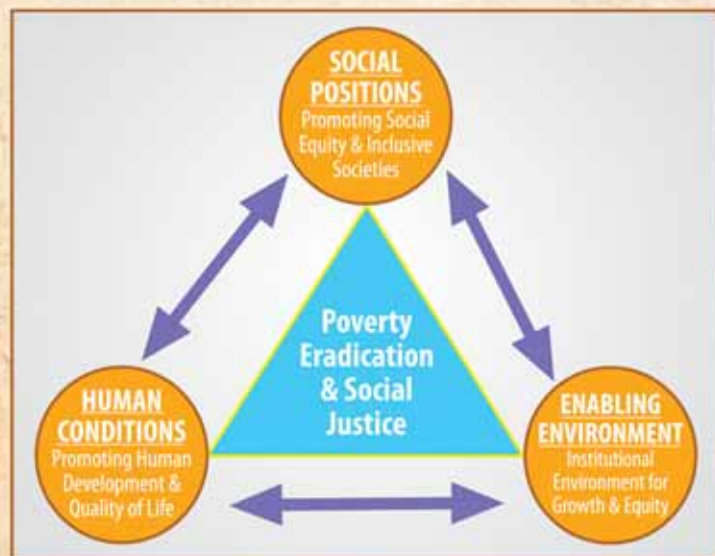 SOCIAL
POSITIONS
Promoting Social
Equity & Inclusive
Societies
Poverty
Eradication
& Social
Justice
HUMAN
CONDITIONS
Promoting Human
Development &
Quality of Life
ENABLING
ENVIRONMENT
Institutional
Environment for
Growth & Equity